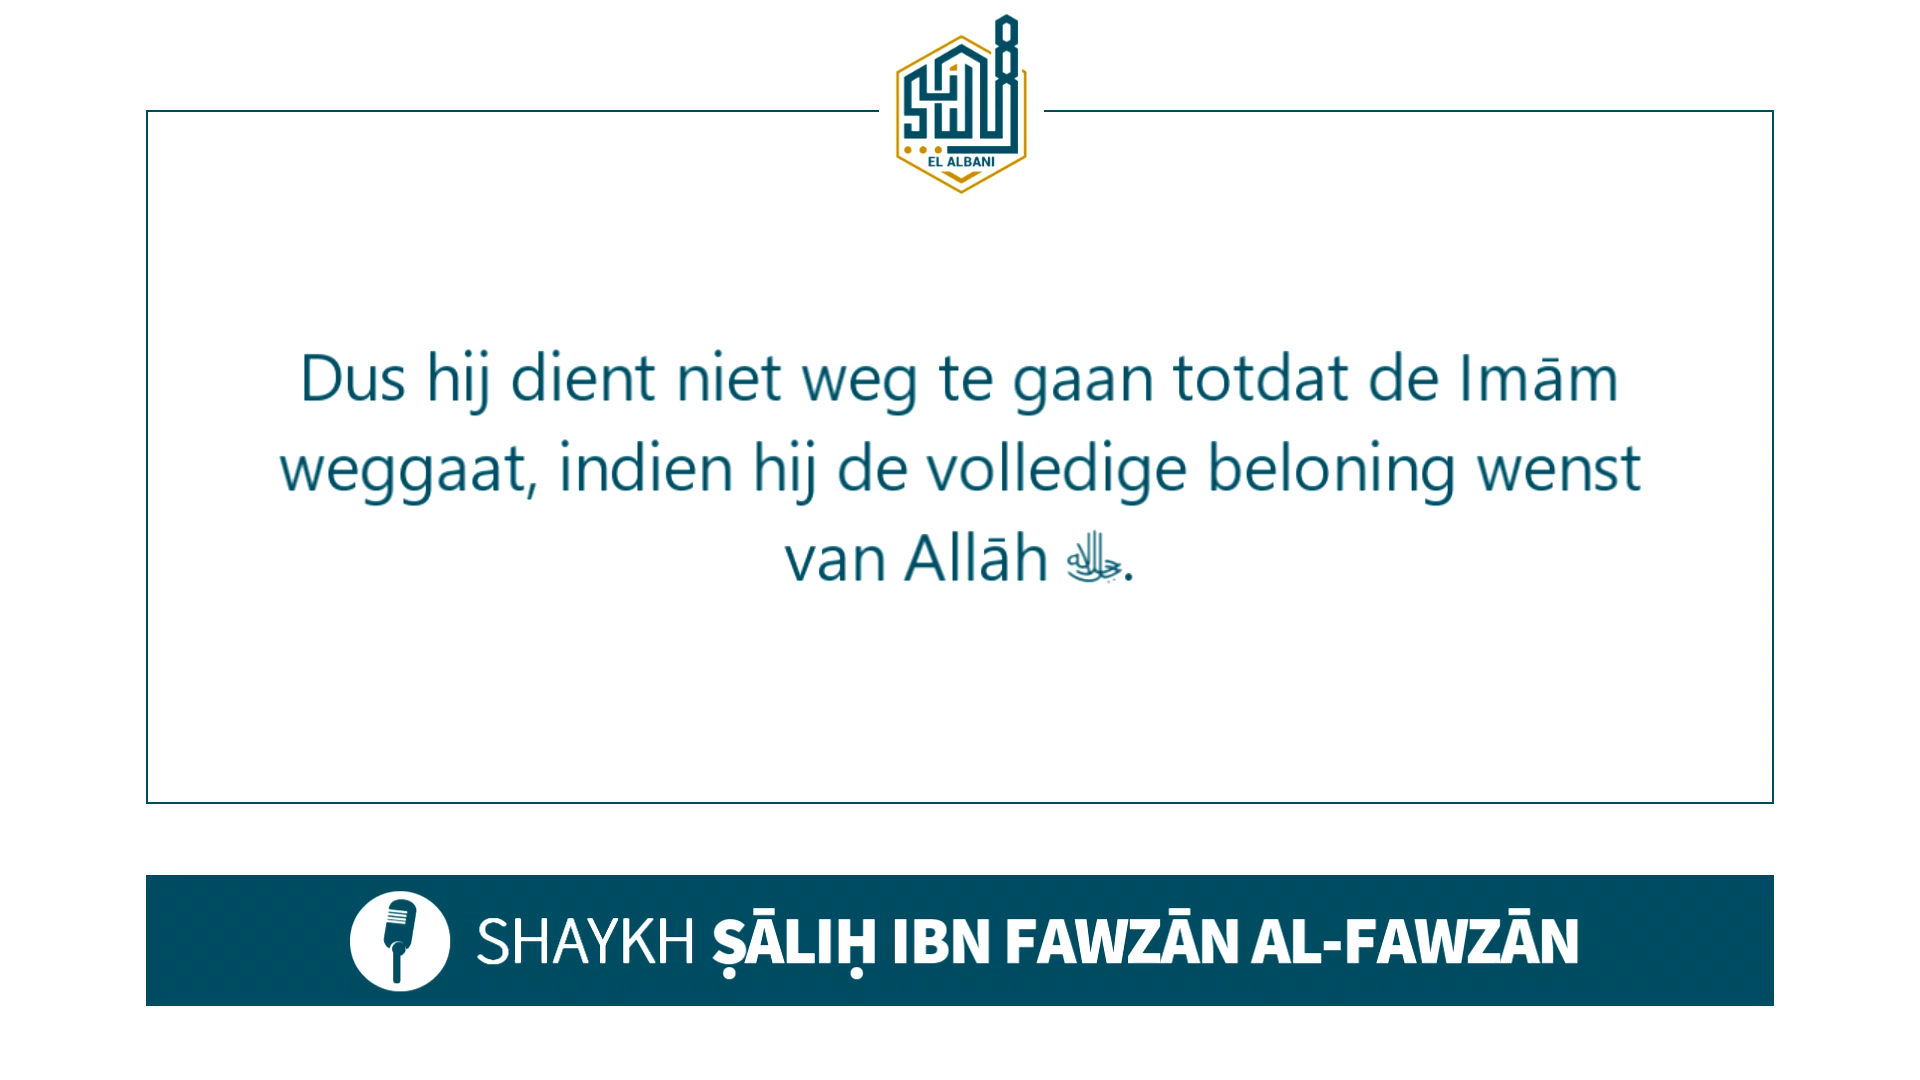 EL ALBANI
Dus hij dient niet weg te gaan totdat de Imām
weggaat, indien hij de volledige beloning wenst
van Allāh ﷻ.
SHAYKH ṢĀLIḤ IBN FAWZĀN AL-FAWZĀN